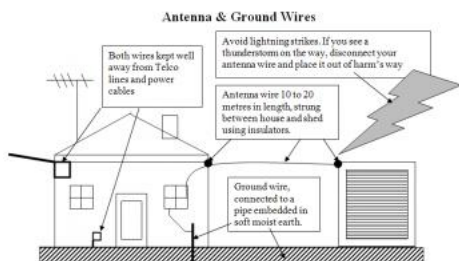 Antenna & Ground Wires
Both wires kept well
away from Telco
lines and power
cables
Avoid lightning strikes. If you see a
thunderstorm on the way, disconnect your
antenna wire and place it out of harm's way
Antenna wire 10 to 20
metres in length, strung
between house and shed
using insulators.
Ground wire,
connected to a
pipe embedded in
soft moist earth.